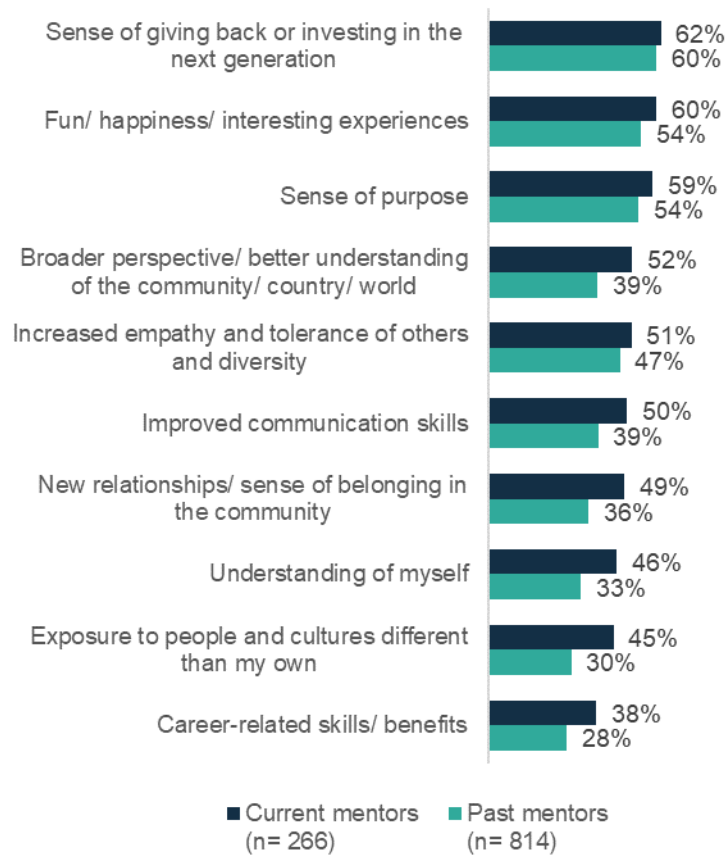 Sense of giving back or investing in the
next generation
62%
60%
Fun/ happiness/ interesting experiences
60%
54%
Sense of purpose
59%
54%
Broader perspective/ better understanding
of the community/ country/ world
52%
39%
Increased empathy and tolerance of others
and diversity
51%
47%
Improved communication skills
50%
39%
New relationships/ sense of belonging in
the community
49%
36%
Understanding of myself
46%
33%
Exposure to people and cultures different
than my own
45%
30%
Career-related skills/ benefits
38%
28%
Current mentors
(n= 266)
Past mentors
(n= 814)